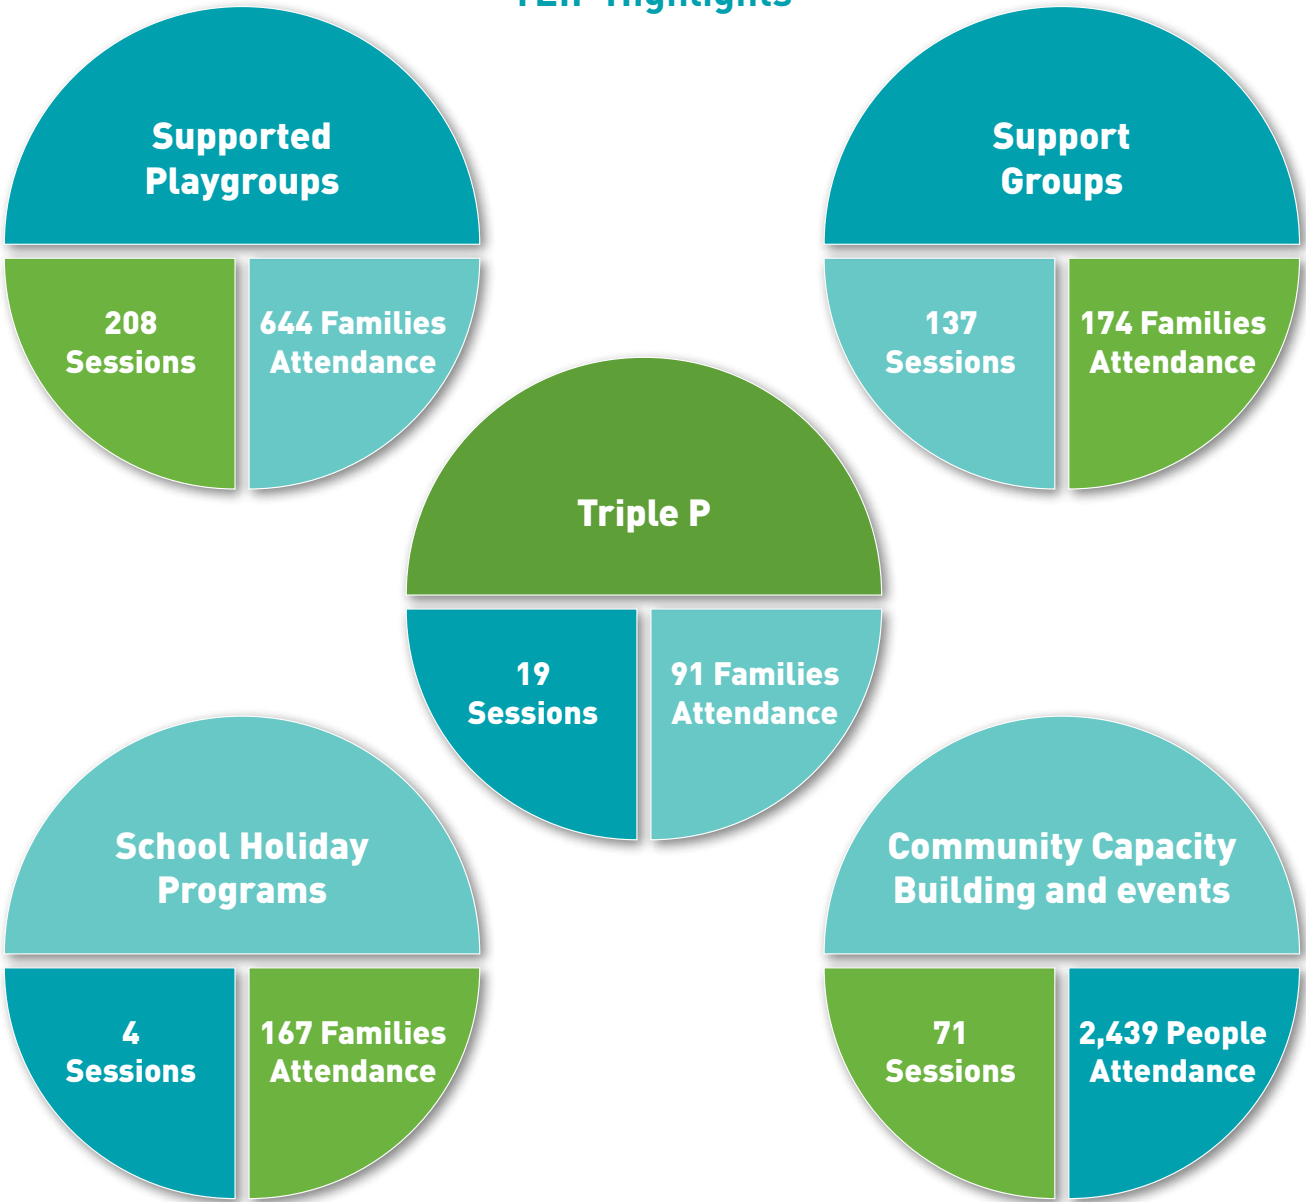 Highlights
Supported
Playgroups
208
Sessions
644 Families
Attendance
Support
Groups
137
Sessions
174 Families
Attendance
Triple P
19
Sessions
91 Families
Attendance
School Holiday
Programs
4
Sessions
167 Families
Attendance
Community Capacity
Building and events
71
Sessions
2,439 People
Attendance